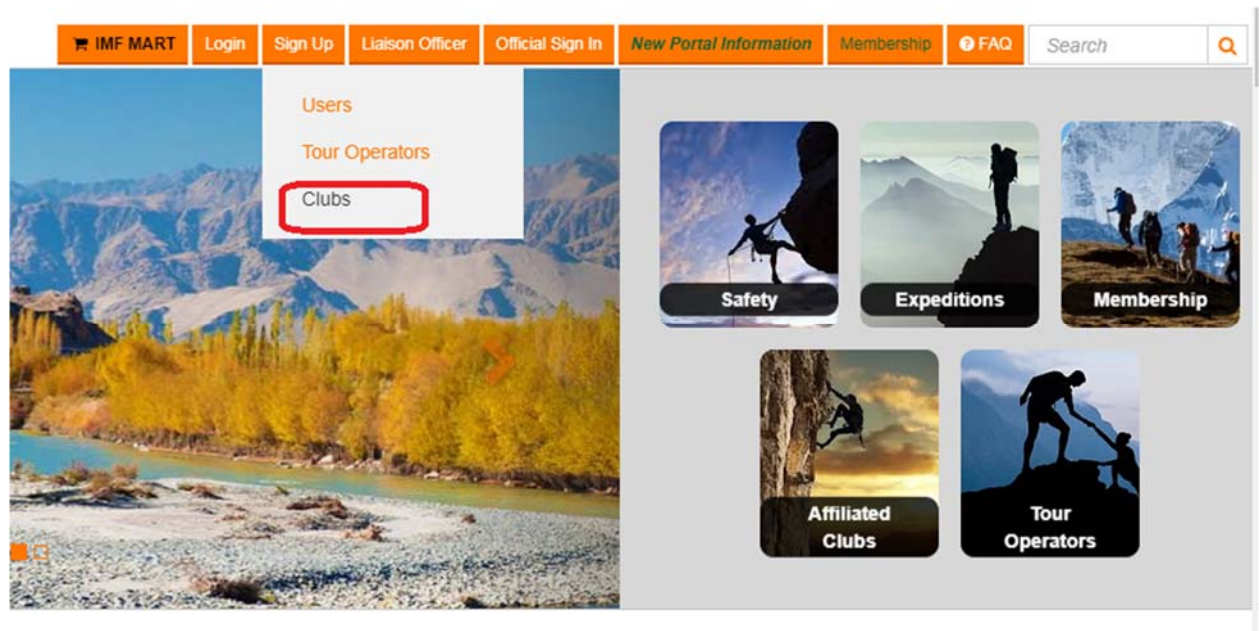 IMF MART Login Sign Up Liaison Officer Official Sign In New Portal Information Membership FAQ Search
Users
Tour Operators
Clubs
Safety
Expeditions
Membership
Affiliated
Clubs
Tour
Operators